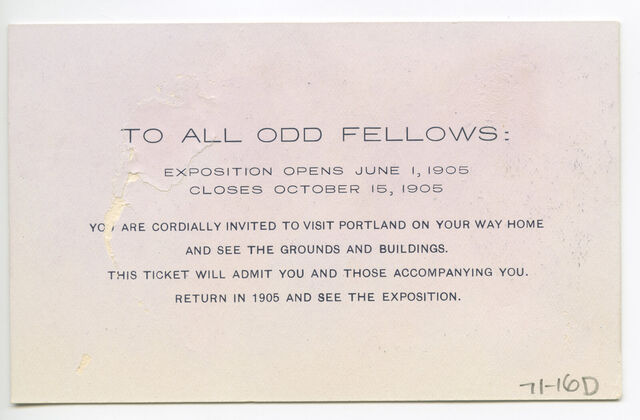 TO ALL ODD FELLOWS:
EXPOSITION OPENS JUNE 1, 1905
CLOSES OCTOBER 15, 1905
YOU ARE CORDIALLY INVITED TO VISIT PORTLAND ON YOUR WAY HOME
AND SEE THE GROUNDS AND BUILDINGS.
THIS TICKET WILL ADMIT YOU AND THOSE ACCOMPANYING YOU.
RETURN IN 1905 AND SEE THE EXPOSITION.
71-16D